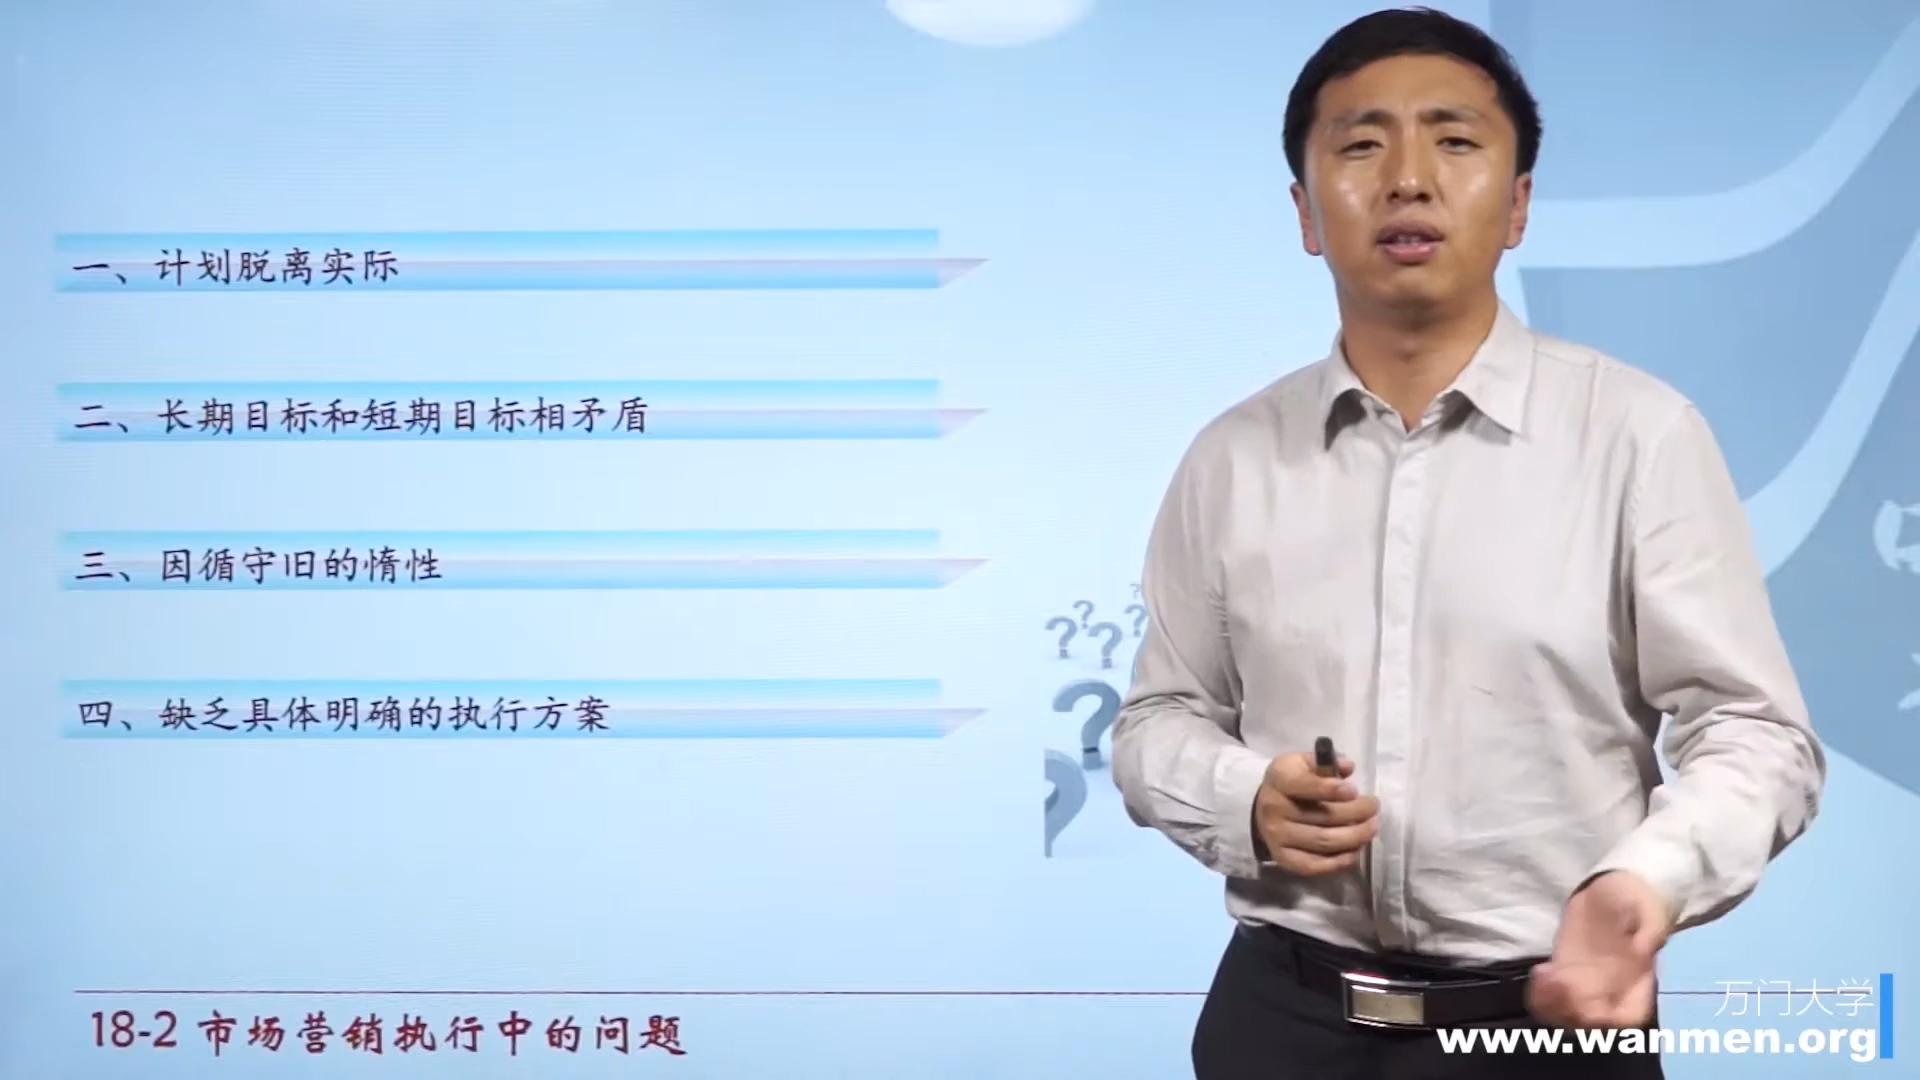 一、计划脱离实际
二、长期目标和短期目标相矛盾
三、因循守旧的惰性
四、缺乏具体明确的执行方案
18-2 市场营销执行中的问题
万门大学
www.wanmen.org